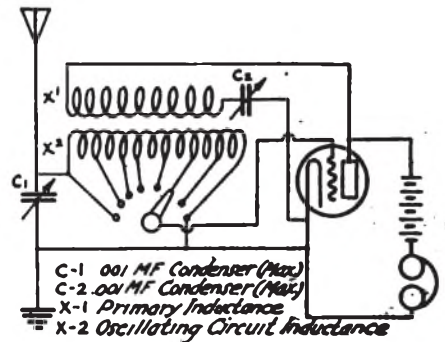 C2
X1
X2
C1
C-1 .001 MF Condenser (Max)
C-2 .001 MF Condenser (Max)
X-1 Primary Inductance
X-2 Oscillating Circuit Inductance